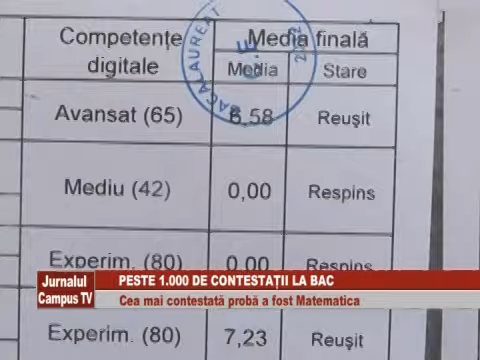 Competențe digitale
Media finală
Media
Stare
BACALAUREAT
Avansat (65)
6,58
Reușit
Mediu (42)
0,00
Respins
Experim. (80)
0,00
Respins
Jurnalul
Campus TV
PESTE 1.000 DE CONTESTAȚII LA BAC
Cea mai contestată probă a fost Matematica
Experim. (80)
7,23
Reușit